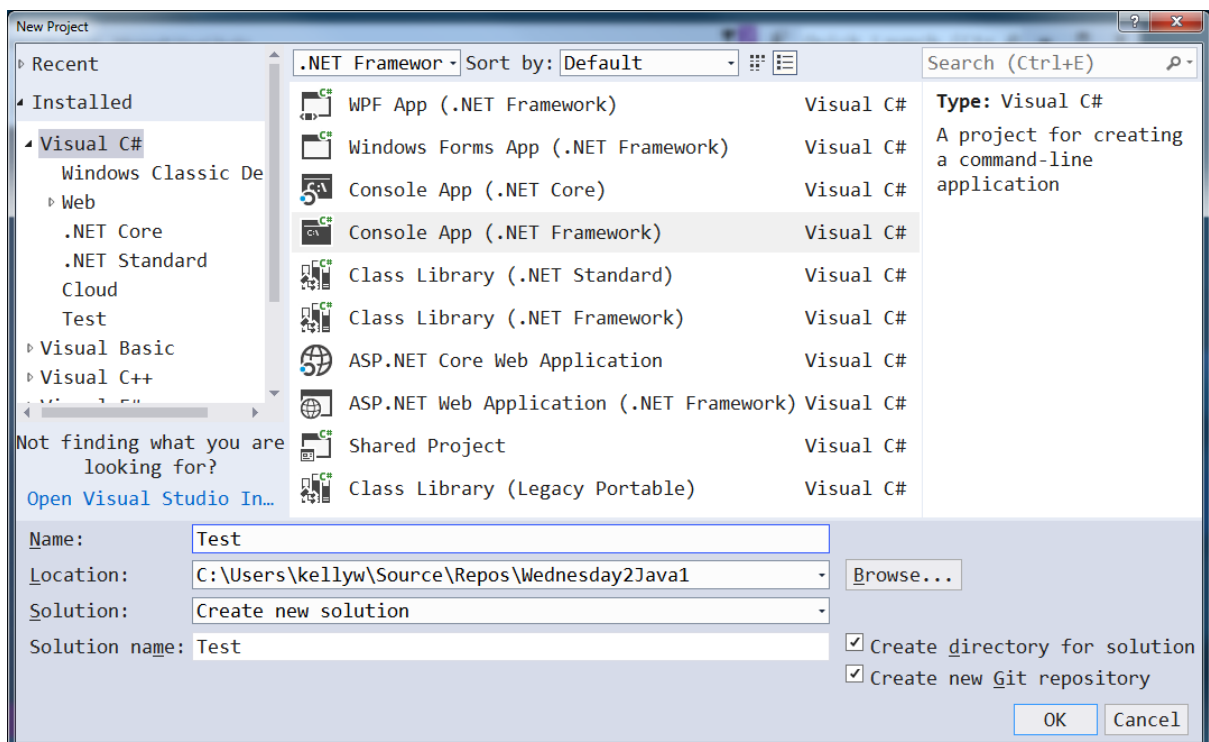 New Project
Recent
Installed
Visual C#
Windows Classic De
Web
.NET Core
.NET Standard
Cloud
Test
Visual Basic
Visual C++
Not finding what you are
looking for?
Open Visual Studio In…
.NET Framewor Sort by: Default
WPF App (.NET Framework) Visual C#
Windows Forms App (.NET Framework) Visual C#
Console App (.NET Core) Visual C#
Console App (.NET Framework) Visual C#
Class Library (.NET Standard) Visual C#
Class Library (.NET Framework) Visual C#
ASP.NET Core Web Application Visual C#
ASP.NET Web Application (.NET Framework) Visual C#
Shared Project Visual C#
Class Library (Legacy Portable) Visual C#
Search (Ctrl+E)
Type: Visual C#
A project for creating
a command-line
application
Name: Test
Location: C:\Users\kellyw\Source\Repos\Wednesday2Java1 Browse...
Solution: Create new solution
Solution name: Test
Create directory for solution
Create new Git repository
OK Cancel